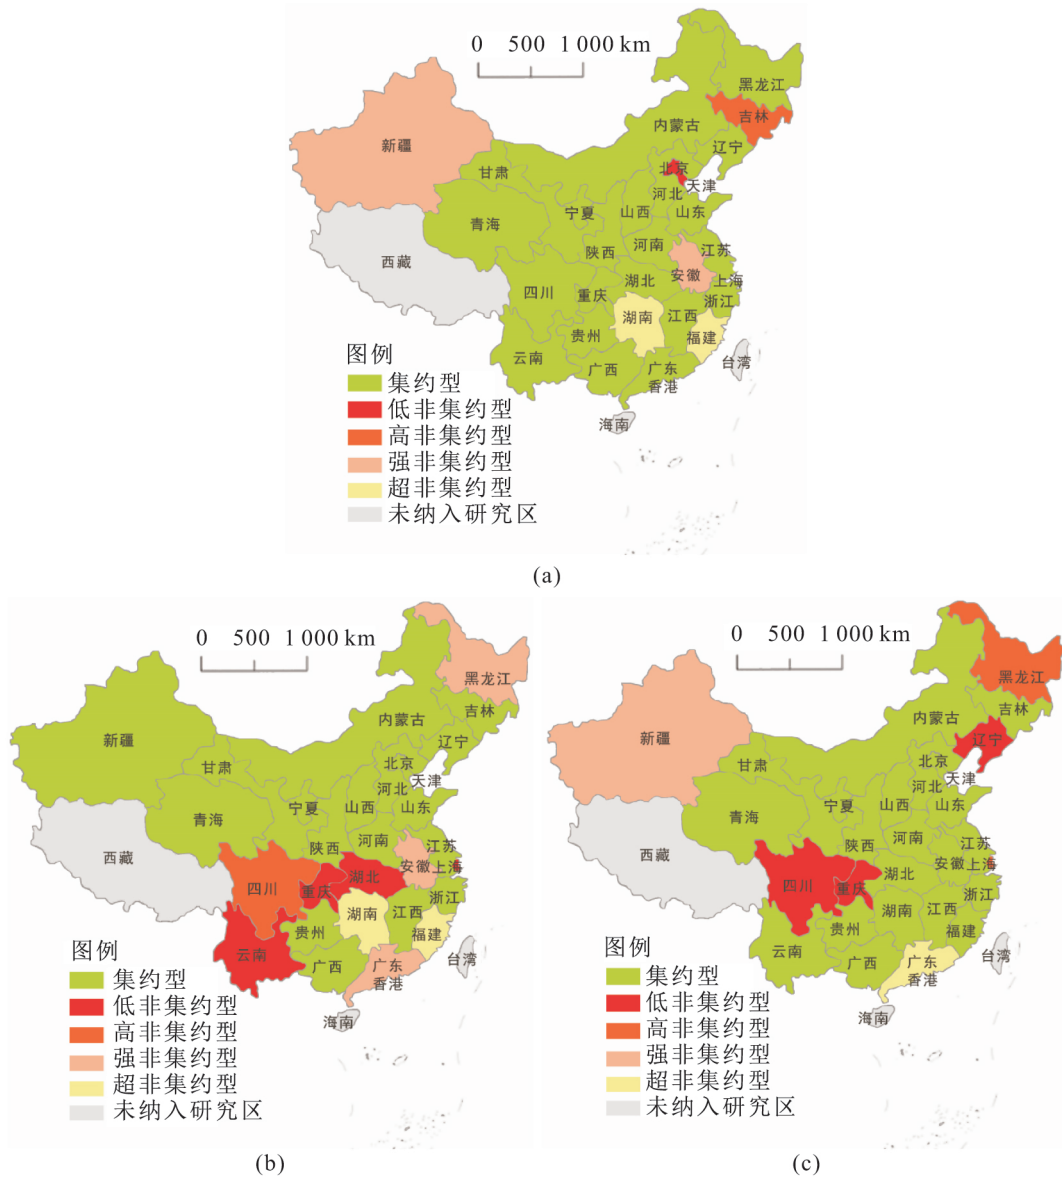 0 500 1 000 km
黑龙江
吉林
内蒙古
辽宁
新疆
北京
甘肃
天津
河北
宁夏
山西
山东
青海
河南
江苏
陕西
西藏
安徽
上海
湖北
四川
重庆
浙江
湖南
江西
贵州
福建
云南
台湾
广西
广东
香港
海南
图例
集约型
低非集约型
高非集约型
强非集约型
超非集约型
未纳入研究区
(a)
0 500 1 000 km
黑龙江
吉林
内蒙古
辽宁
新疆
北京
甘肃
天津
河北
宁夏
山西
山东
青海
河南
江苏
陕西
西藏
安徽
上海
湖北
四川
重庆
浙江
湖南
江西
贵州
福建
云南
台湾
广西
广东
香港
海南
图例
集约型
低非集约型
高非集约型
强非集约型
超非集约型
未纳入研究区
(b)
0 500 1 000 km
黑龙江
吉林
内蒙古
辽宁
新疆
北京
甘肃
天津
河北
宁夏
山西
山东
青海
河南
江苏
陕西
西藏
安徽
上海
湖北
四川
重庆
浙江
湖南
江西
贵州
福建
云南
台湾
广西
广东
香港
海南
图例
集约型
低非集约型
高非集约型
强非集约型
超非集约型
未纳入研究区
(c)